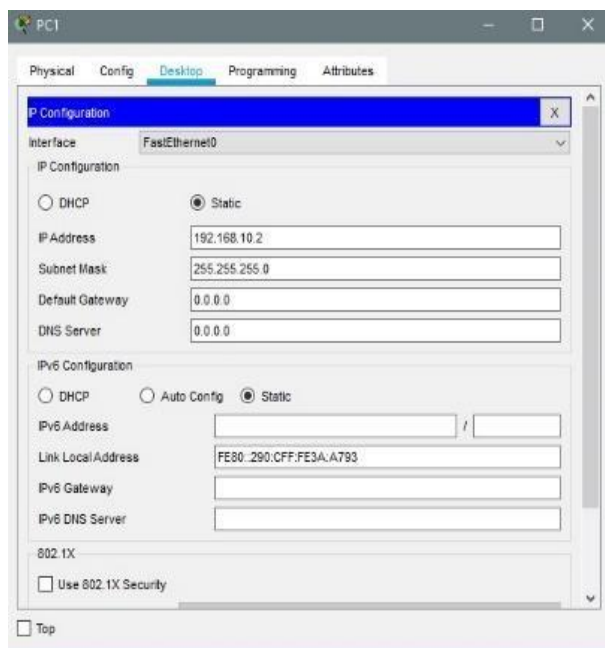 PC1
Physical Config Desktop Programming Attributes
IP Configuration X
Interface FastEthernet0
IP Configuration
DHCP Static
IP Address 192.168.10.2
Subnet Mask 255.255.255.0
Default Gateway 0.0.0.0
DNS Server 0.0.0.0
IPv6 Configuration
DHCP Auto Config Static
IPv6 Address /
Link Local Address FE80::290:CFF:FE3A:A793
IPv6 Gateway
IPv6 DNS Server
802.1X
Use 802.1X Security
Top